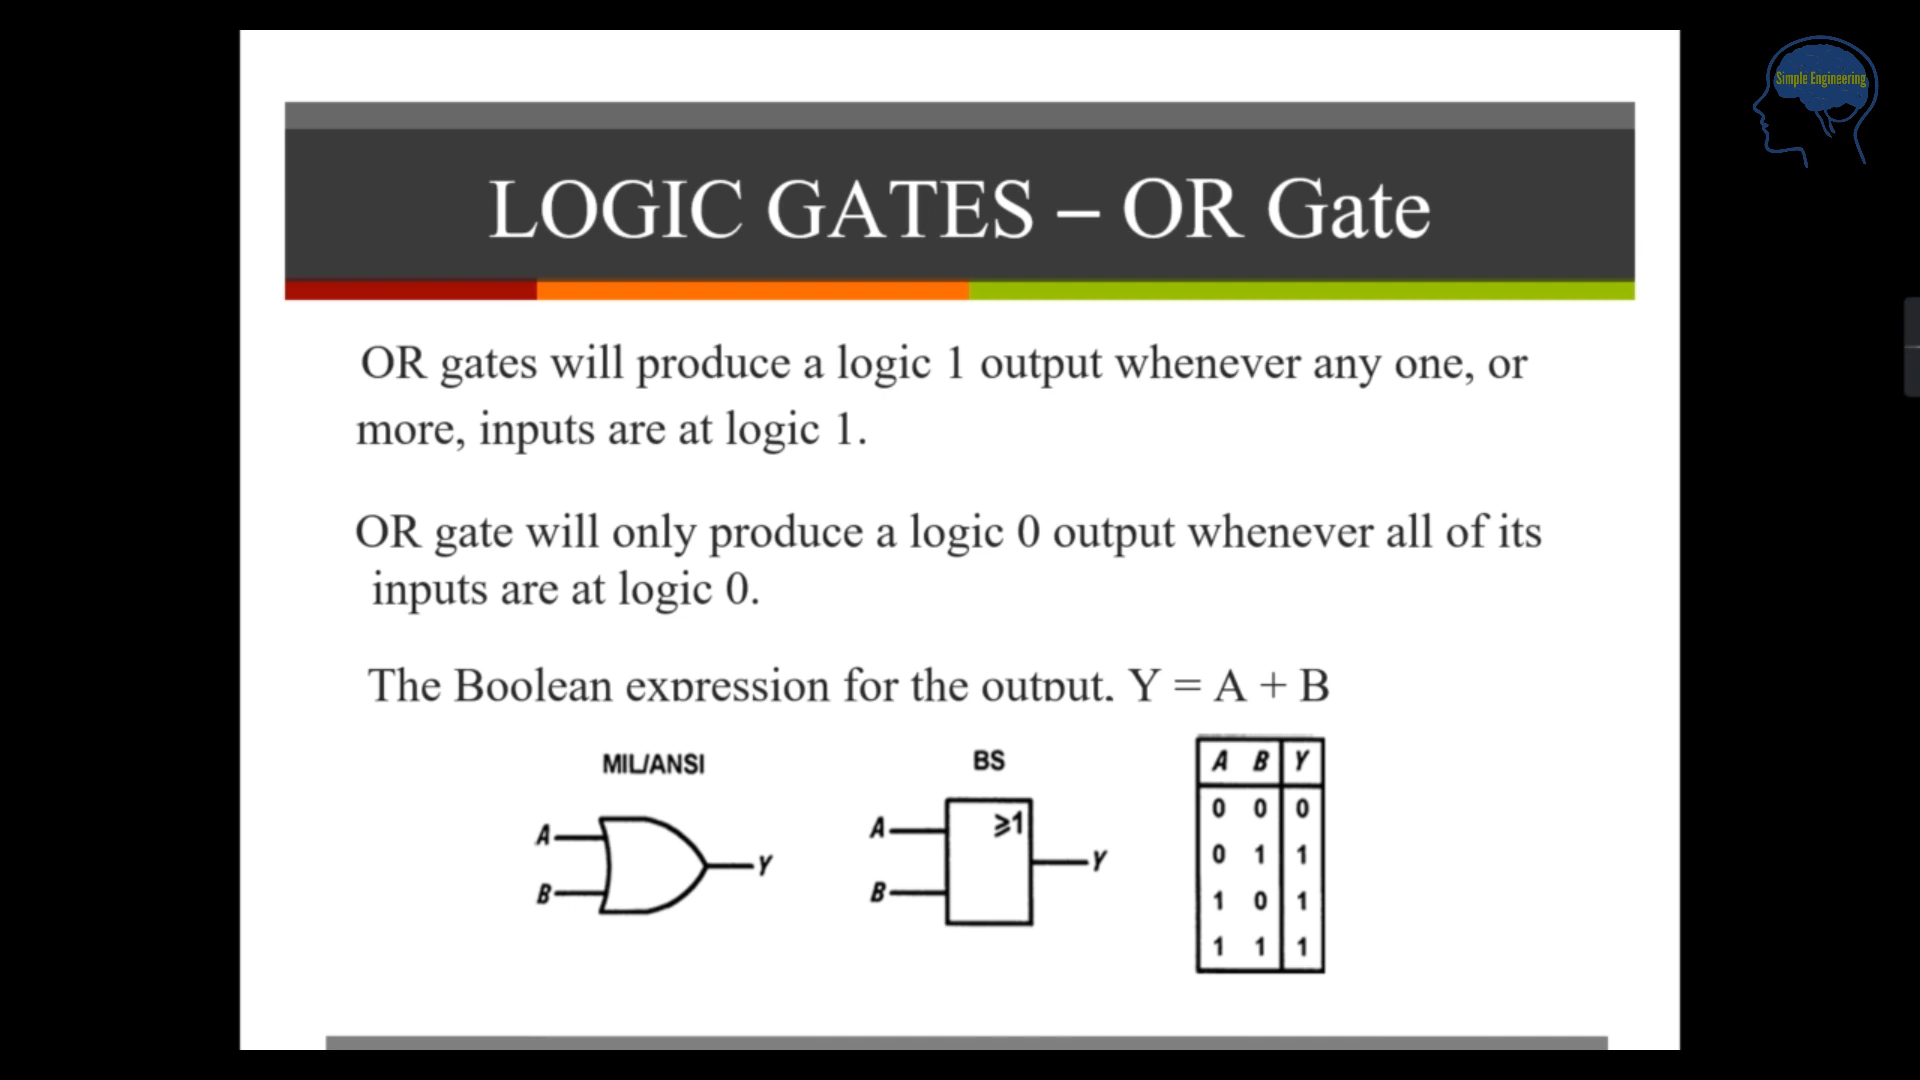 Simple Engineering
LOGIC GATES – OR Gate
OR gates will produce a logic 1 output whenever any one, or
more, inputs are at logic 1.
OR gate will only produce a logic 0 output whenever all of its
inputs are at logic 0.
The Boolean expression for the output, Y = A + B
MIL/ANSI
A
B
Y
BS
A
B
⩾1
Y
A B Y
0 0 0
0 1 1
1 0 1
1 1 1